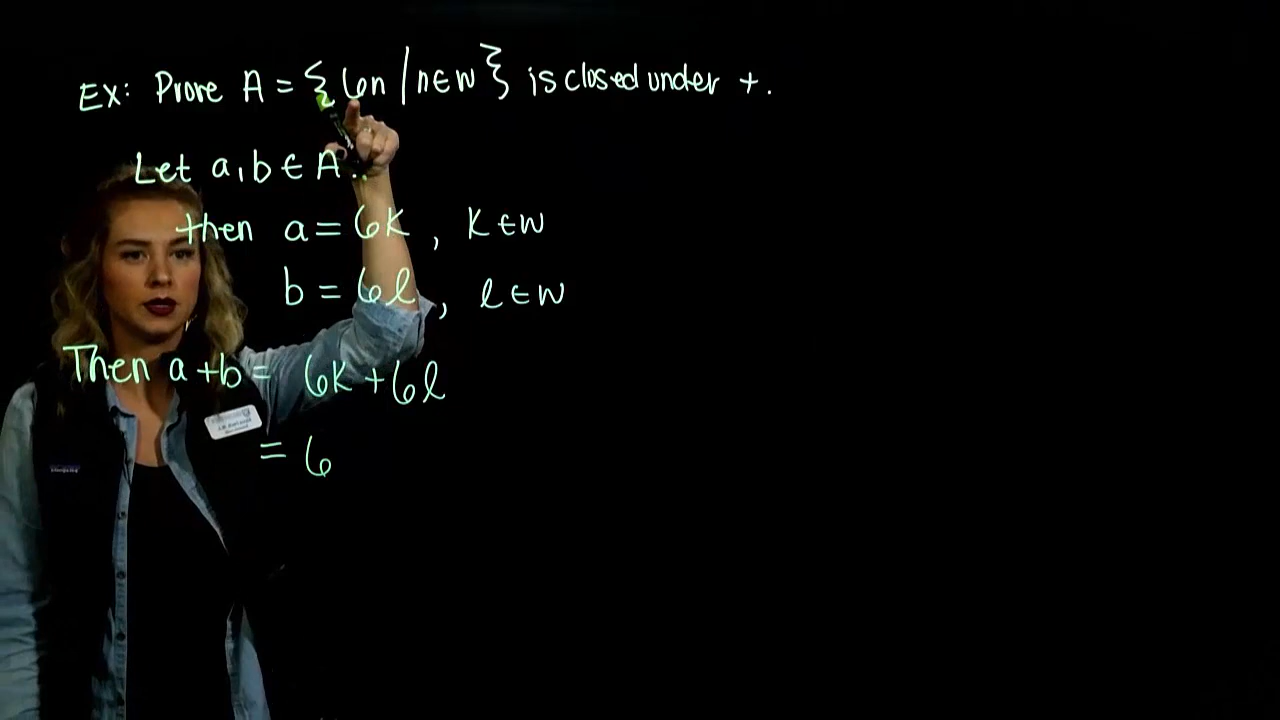 EX: Prove A = {6n | n ∈ W} is closed under +.
Let a, b ∈ A.
then a = 6k, k ∈ W
b = 6l, l ∈ W
Then a + b = 6k + 6l
= 6